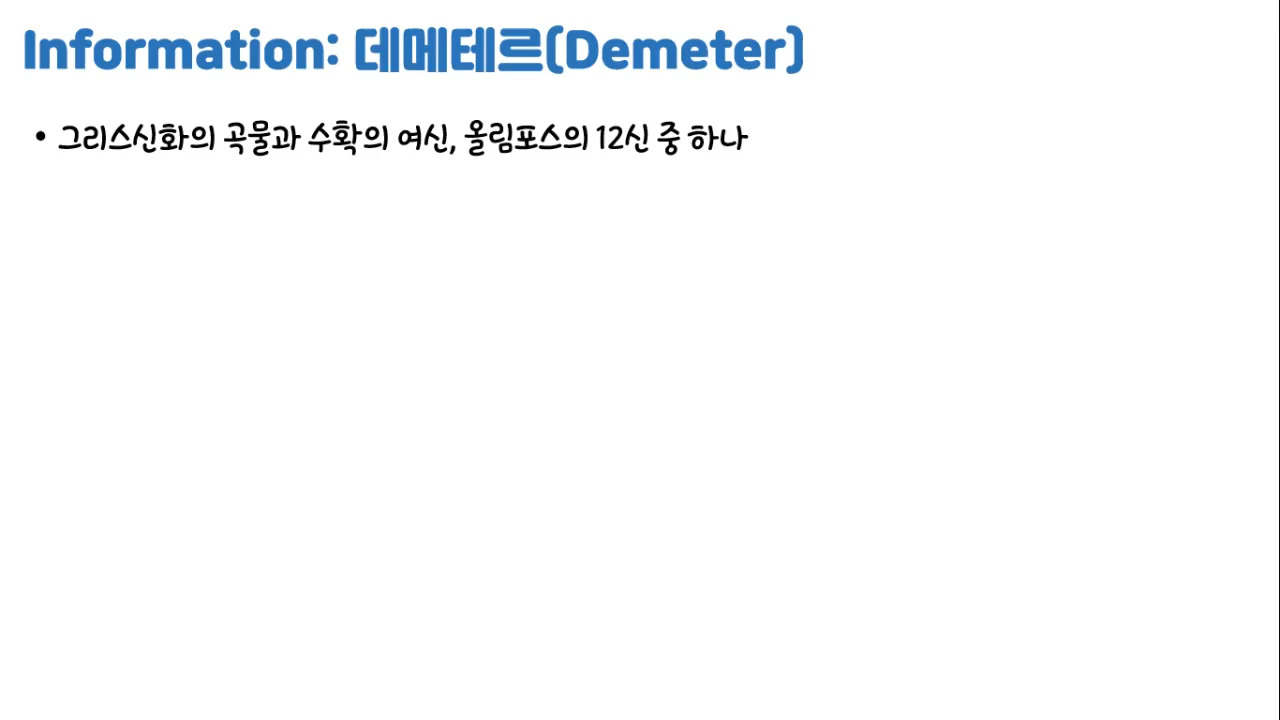 Information: 데메테르(Demeter)
• 그리스신화의 곡물과 수확의 여신, 올림포스의 12신 중 하나